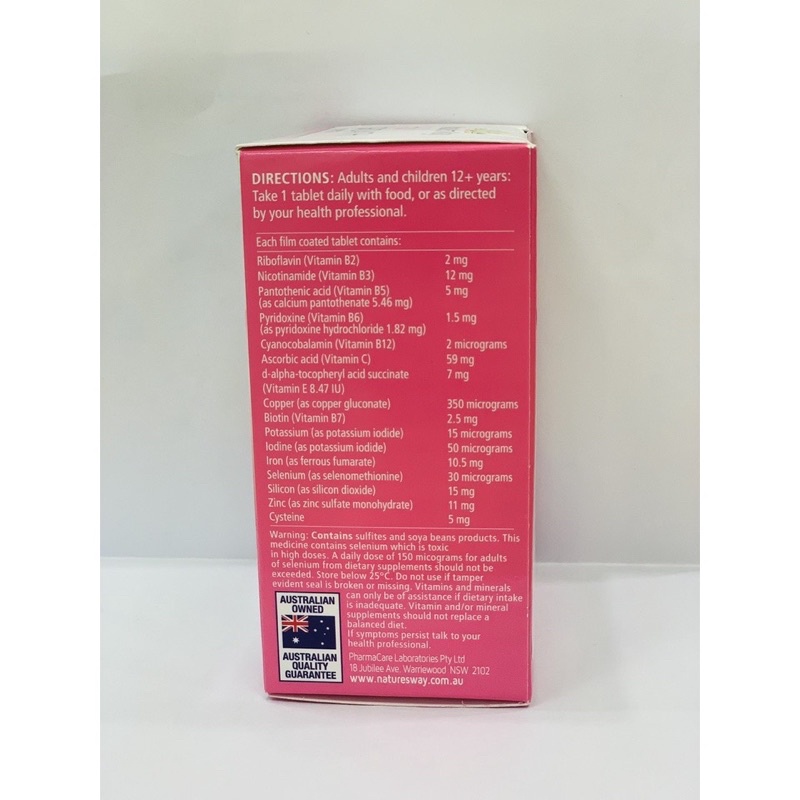 DIRECTIONS: Adults and children 12+ years:
Take 1 tablet daily with food, or as directed
by your health professional.
Each film coated tablet contains:
Riboflavin (Vitamin B2) 2 mg
Nicotinamide (Vitamin B3) 12 mg
Pantothenic acid (Vitamin B5) 5 mg
(as calcium pantothenate 5.46 mg)
Pyridoxine (Vitamin B6) 1.5 mg
(as pyridoxine hydrochloride 1.82 mg)
Cyanocobalamin (Vitamin B12) 2 micrograms
Ascorbic acid (Vitamin C) 59 mg
d-alpha-tocopheryl acid succinate 7 mg
(Vitamin E 8.47 IU)
Copper (as copper gluconate) 350 micrograms
Biotin (Vitamin B7) 2.5 mg
Potassium (as potassium iodide) 15 micrograms
Iodine (as potassium iodide) 50 micrograms
Iron (as ferrous fumarate) 10.5 mg
Selenium (as selenomethionine) 30 micrograms
Silicon (as silicon dioxide) 15 mg
Zinc (as zinc sulfate monohydrate) 11 mg
Cysteine 5 mg
Warning: Contains sulfites and soya beans products. This
medicine contains selenium which is toxic
in high doses. A daily dose of 150 micograms for adults
of selenium from dietary supplements should not be
exceeded. Store below 25°C. Do not use if tamper
evident seal is broken or missing. Vitamins and minerals
can only be of assistance if dietary intake
is inadequate. Vitamin and/or mineral
supplements should not replace a
balanced diet.
If symptoms persist talk to your
health professional.
AUSTRALIAN
OWNED
AUSTRALIAN
QUALITY
GUARANTEE
PharmaCare Laboratories Pty Ltd
18 Jubilee Ave. Warriewood NSW 2102
www.naturesway.com.au